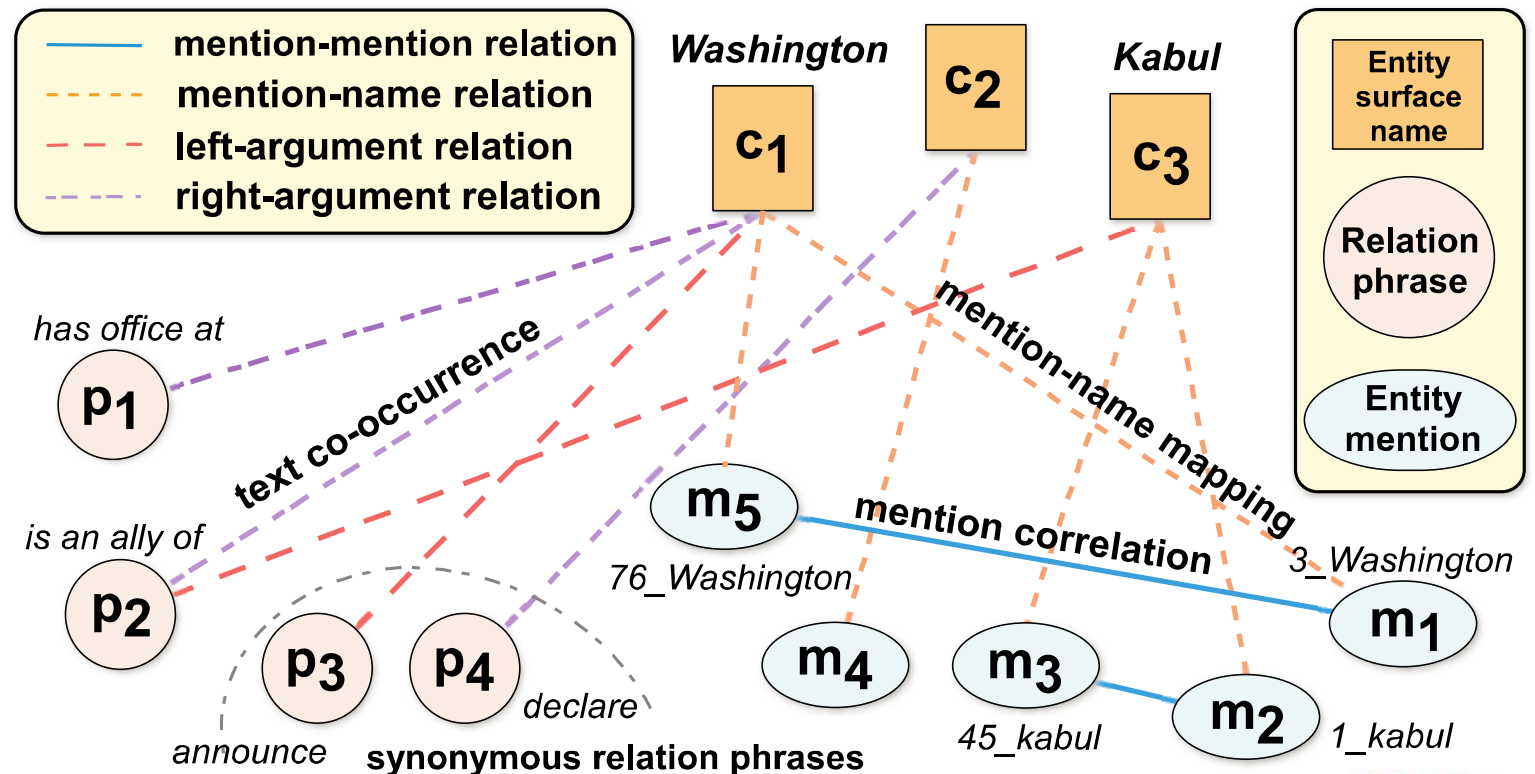 mention-mention relation
mention-name relation
left-argument relation
right-argument relation
Washington
Kabul
c1
c2
c3
Entity
surface
name
Relation
phrase
Entity
mention
has office at
p1
text co-occurrence
mention-name mapping
is an ally of
p2
p3
p4
announce
declare
synonymous relation phrases
m5
76_Washington
mention correlation
3_Washington
m1
m4
m3
45_kabul
m2
1_kabul